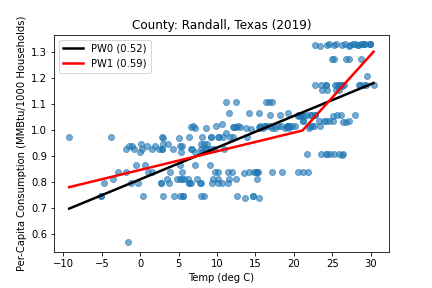 County: Randall, Texas (2019)
PW0 (0.52)
PW1 (0.59)
Per-Capita Consumption (MMBtu/1000 Households)
1.3
1.2
1.1
1.0
0.9
0.8
0.7
0.6
−10 −5 0 5 10 15 20 25 30
Temp (deg C)